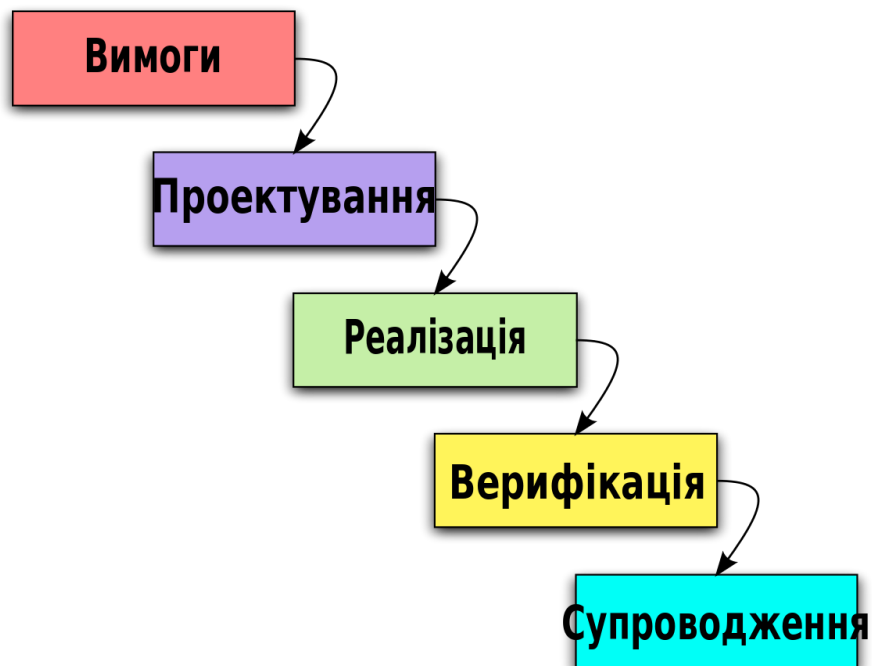 Вимоги
Проектування
Реалізація
Верифікація
Супроводження